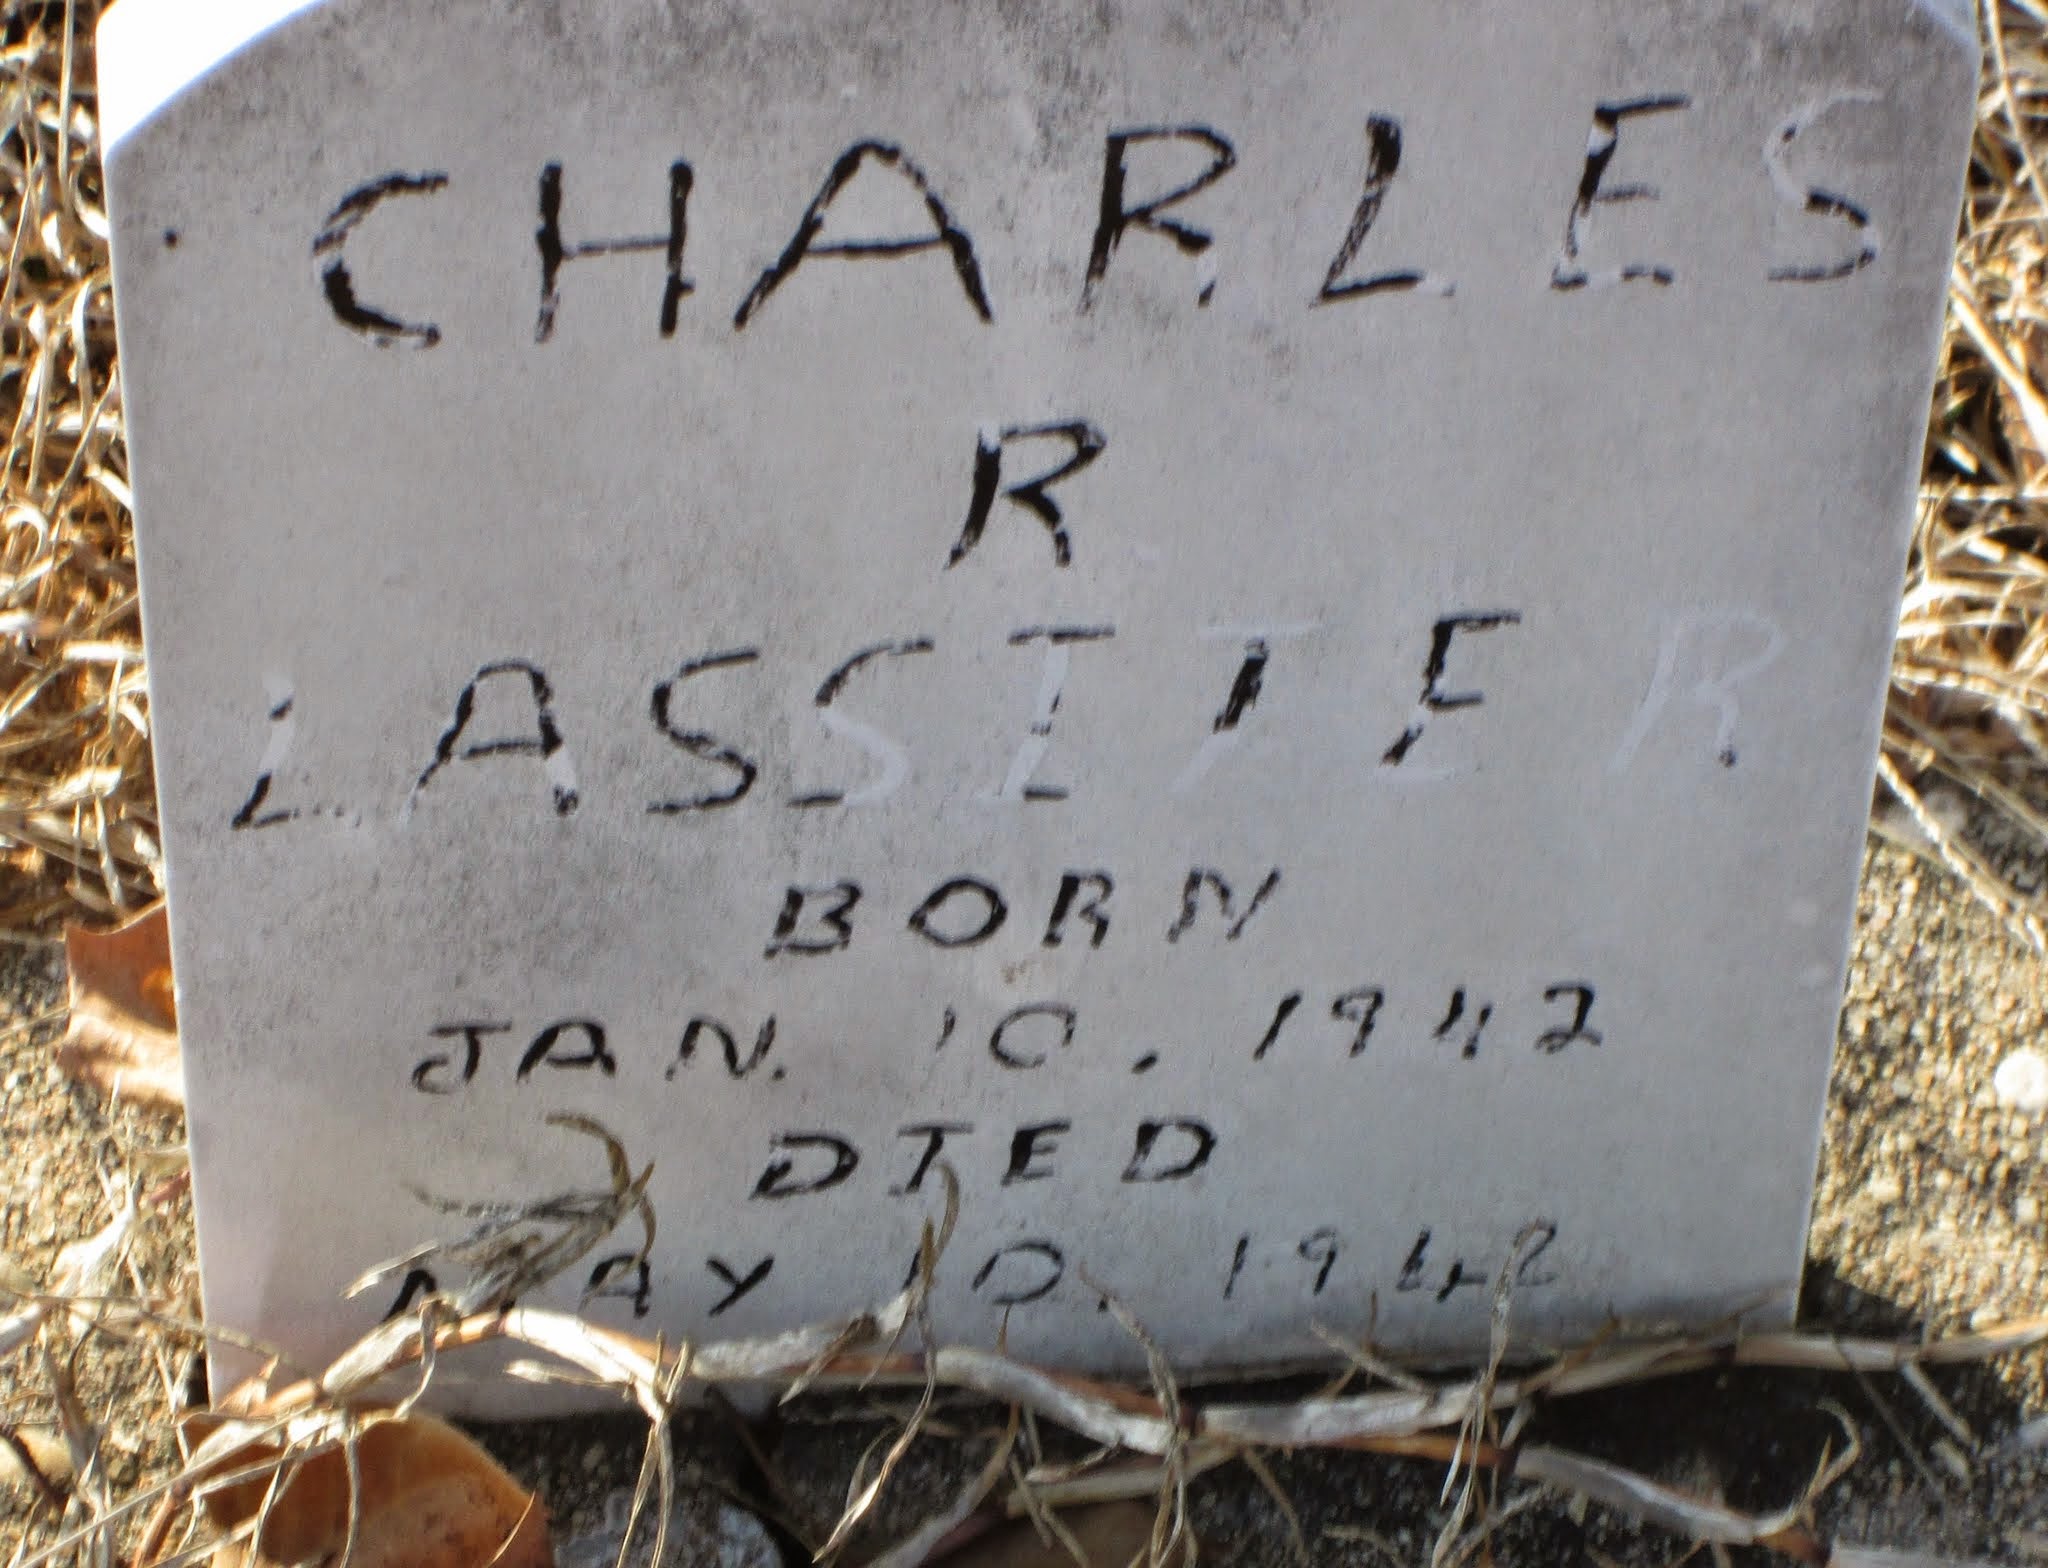 CHARLES
R
LASSITER
BORN
JAN. 10, 1942
DIED
MAY 10, 1942